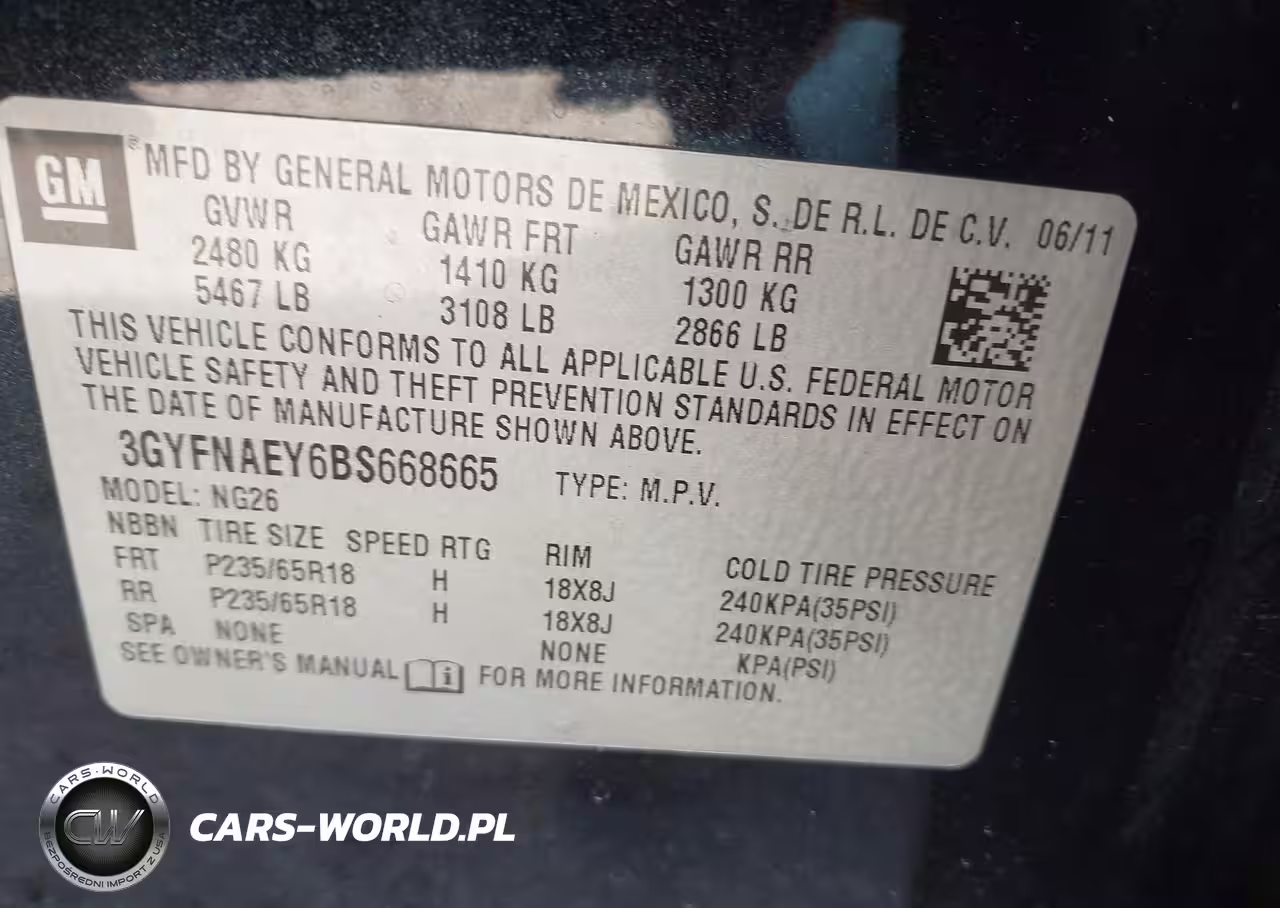 GM
® MFD BY GENERAL MOTORS DE MEXICO, S. DE R.L. DE C.V. 06/11
GVWR GAWR FRT GAWR RR
2480 KG 1410 KG 1300 KG
5467 LB 3108 LB 2866 LB
THIS VEHICLE CONFORMS TO ALL APPLICABLE U.S. FEDERAL MOTOR
VEHICLE SAFETY AND THEFT PREVENTION STANDARDS IN EFFECT ON
THE DATE OF MANUFACTURE SHOWN ABOVE.
3GYFNAEY6BS668665 TYPE: M.P.V.
MODEL: NG26
NBBN TIRE SIZE SPEED RTG RIM COLD TIRE PRESSURE
FRT P235/65R18 H 18X8J 240KPA(35PSI)
RR P235/65R18 H 18X8J 240KPA(35PSI)
SPA NONE NONE KPA(PSI)
SEE OWNER'S MANUAL i FOR MORE INFORMATION.
CARS-WORLD
CW
BEZPOŚREDNI IMPORT Z USA
CARS-WORLD.PL